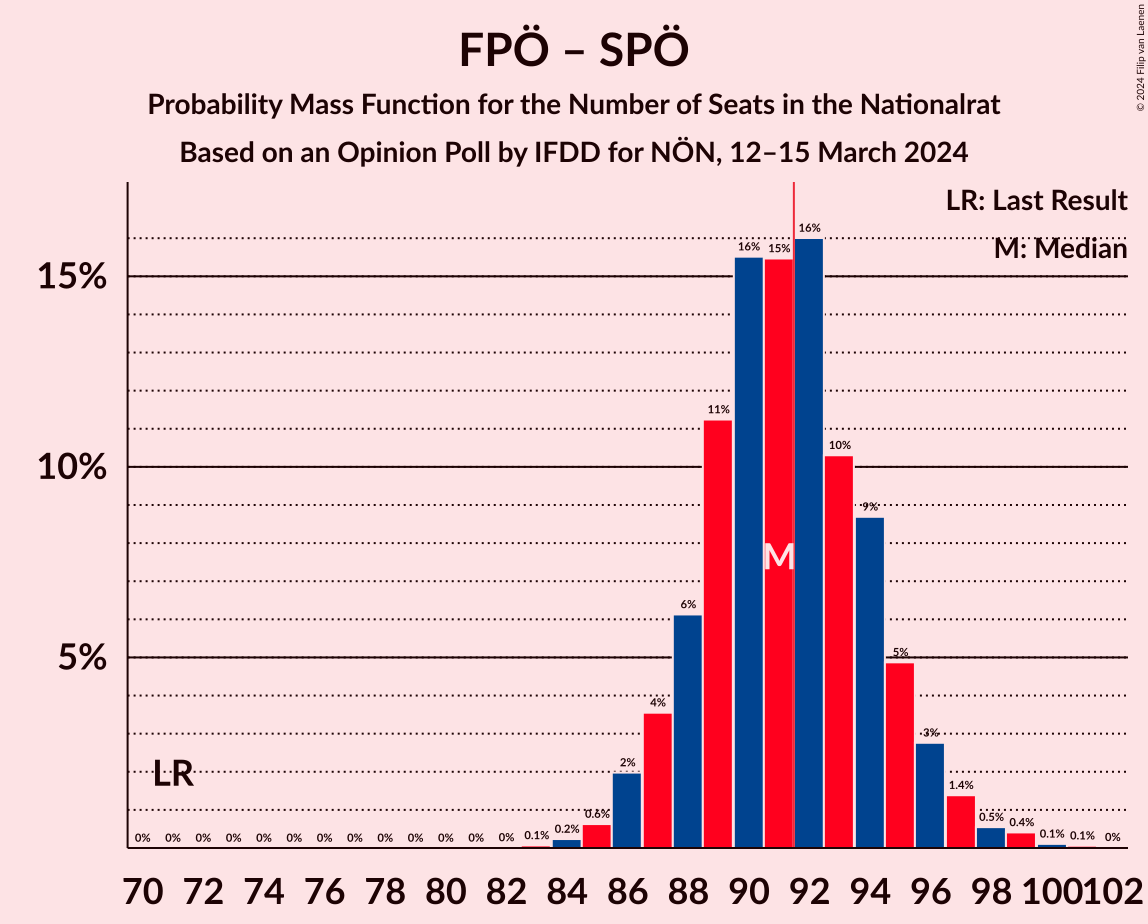 © 2024 Filip van Laenen
FPÖ – SPÖ
Probability Mass Function for the Number of Seats in the Nationalrat
Based on an Opinion Poll by IFDD for NÖN, 12–15 March 2024
LR: Last Result
M: Median
15%
10%
5%
LR
M
0% 0% 0% 0% 0% 0% 0% 0% 0% 0% 0% 0% 0% 0.1% 0.2% 0.6% 2% 4% 6% 11% 16% 15% 16% 10% 9% 5% 3% 1.4% 0.5% 0.4% 0.1% 0.1% 0%
70 72 74 76 78 80 82 84 86 88 90 92 94 96 98 100 102